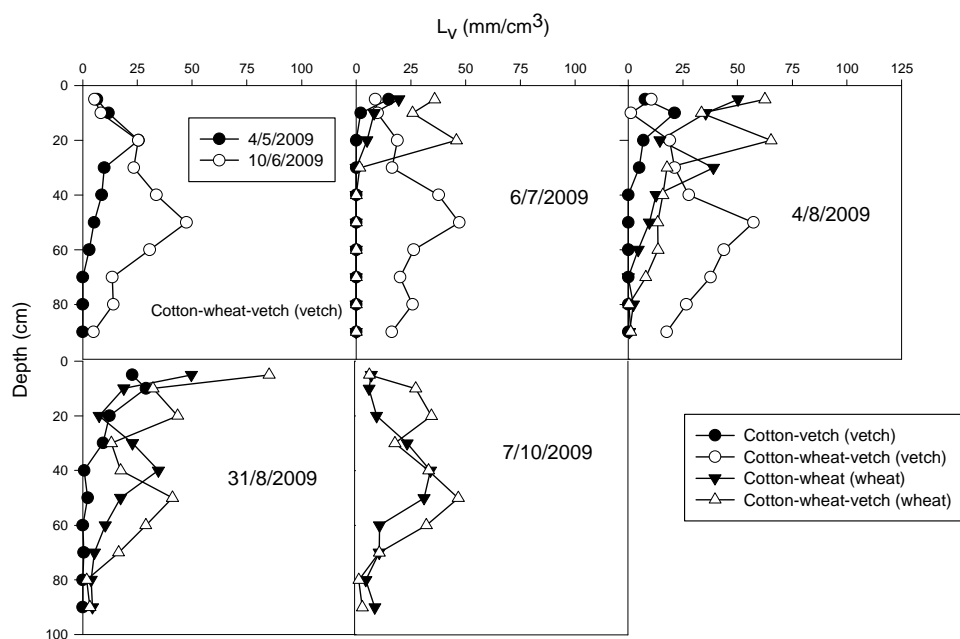 Lv (mm/cm3)
0 25 50 75 100
0 25 50 75 100
0 25 50 75 100 125
0
20
40
60
80
4/5/2009
10/6/2009
Cotton-wheat-vetch (vetch)
6/7/2009
4/8/2009
Depth (cm)
0
20
40
60
80
100
31/8/2009
7/10/2009
Cotton-vetch (vetch)
Cotton-wheat-vetch (vetch)
Cotton-wheat (wheat)
Cotton-wheat-vetch (wheat)